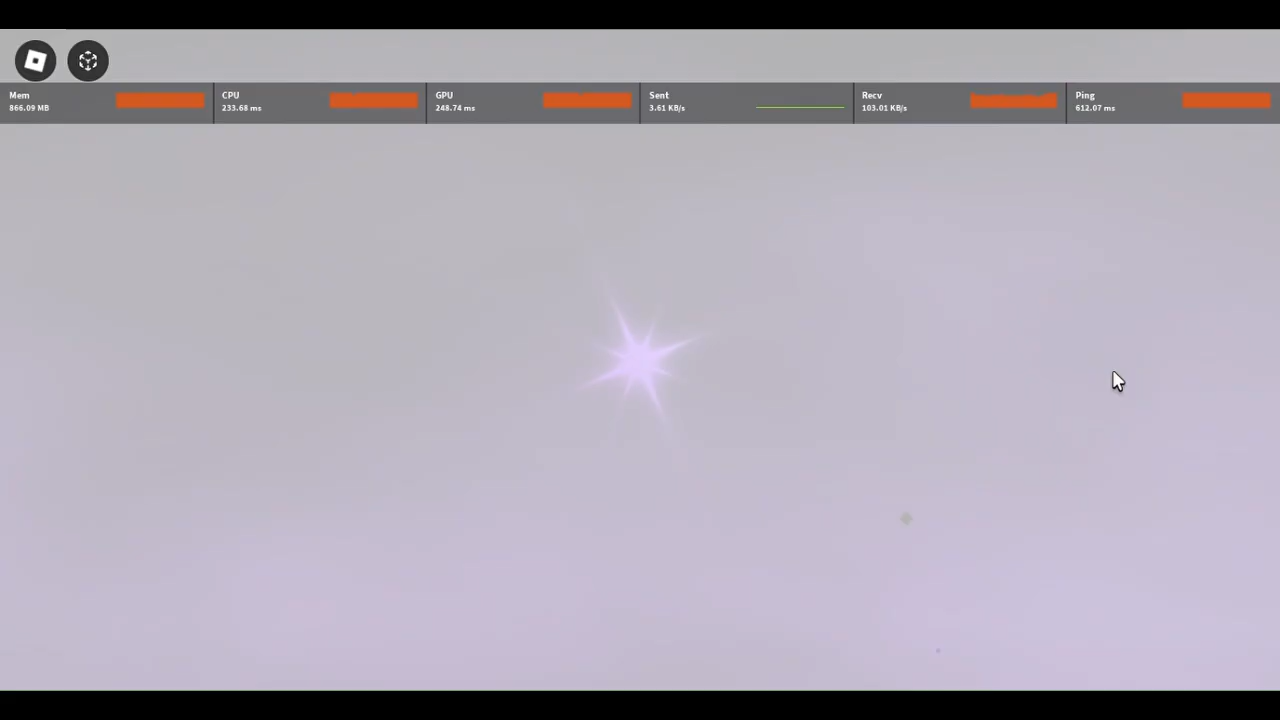 Mem
866.09 MB
CPU
233.68 ms
GPU
248.74 ms
Sent
3.61 KB/s
Recv
103.01 KB/s
Ping
612.07 ms